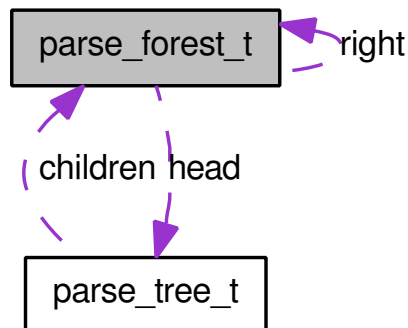 parse_forest_t
right
children
head
parse_tree_t